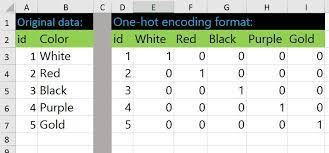 A B C D E F G H I
1 Original data: One-hot encoding format:
2 id Color id White Red Black Purple Gold
3 1 White 1 1 0 0 0 0
4 2 Red 2 0 1 0 0 0
5 3 Black 3 0 0 1 0 0
6 4 Purple 4 0 0 0 1 0
7 5 Gold 5 0 0 0 0 1